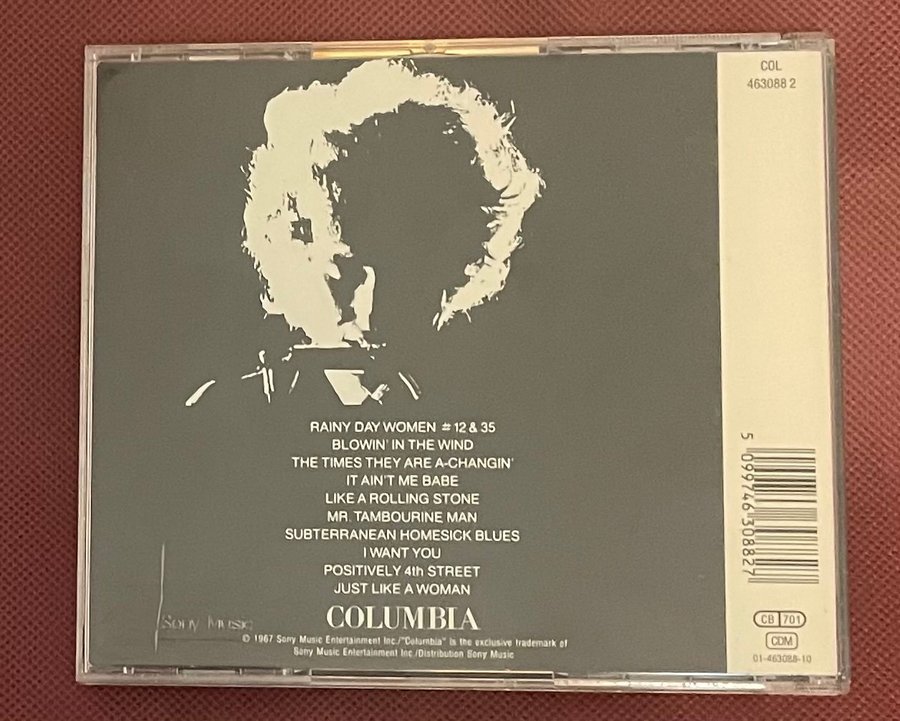 COL
463088 2
RAINY DAY WOMEN #12 & 35
BLOWIN' IN THE WIND
THE TIMES THEY ARE A-CHANGIN'
IT AIN'T ME BABE
LIKE A ROLLING STONE
MR. TAMBOURINE MAN
SUBTERRANEAN HOMESICK BLUES
I WANT YOU
POSITIVELY 4th STREET
JUST LIKE A WOMAN
COLUMBIA
Sony Music
© 1967 Sony Music Entertainment Inc./"Columbia" is the exclusive trademark of
Sony Music Entertainment Inc./Distribution Sony Music
5 099746 308827
CB 701
CDM
01-463088-10